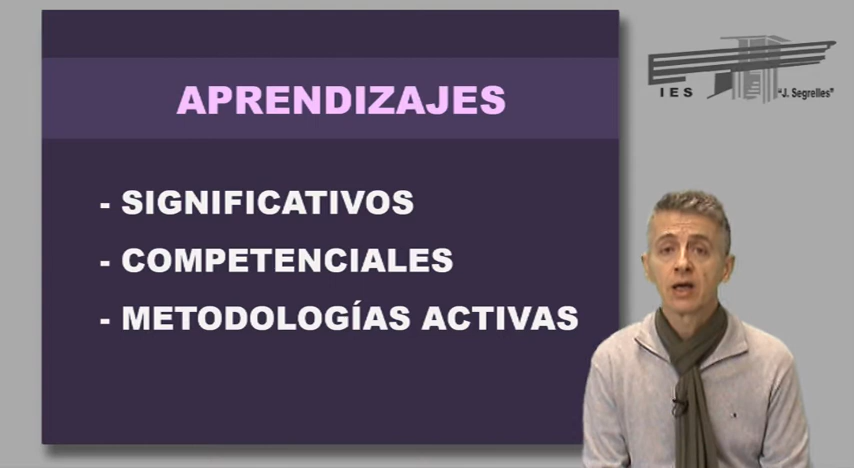 APRENDIZAJES
- SIGNIFICATIVOS
- COMPETENCIALES
- METODOLOGÍAS ACTIVAS
IES "J. Segrelles"